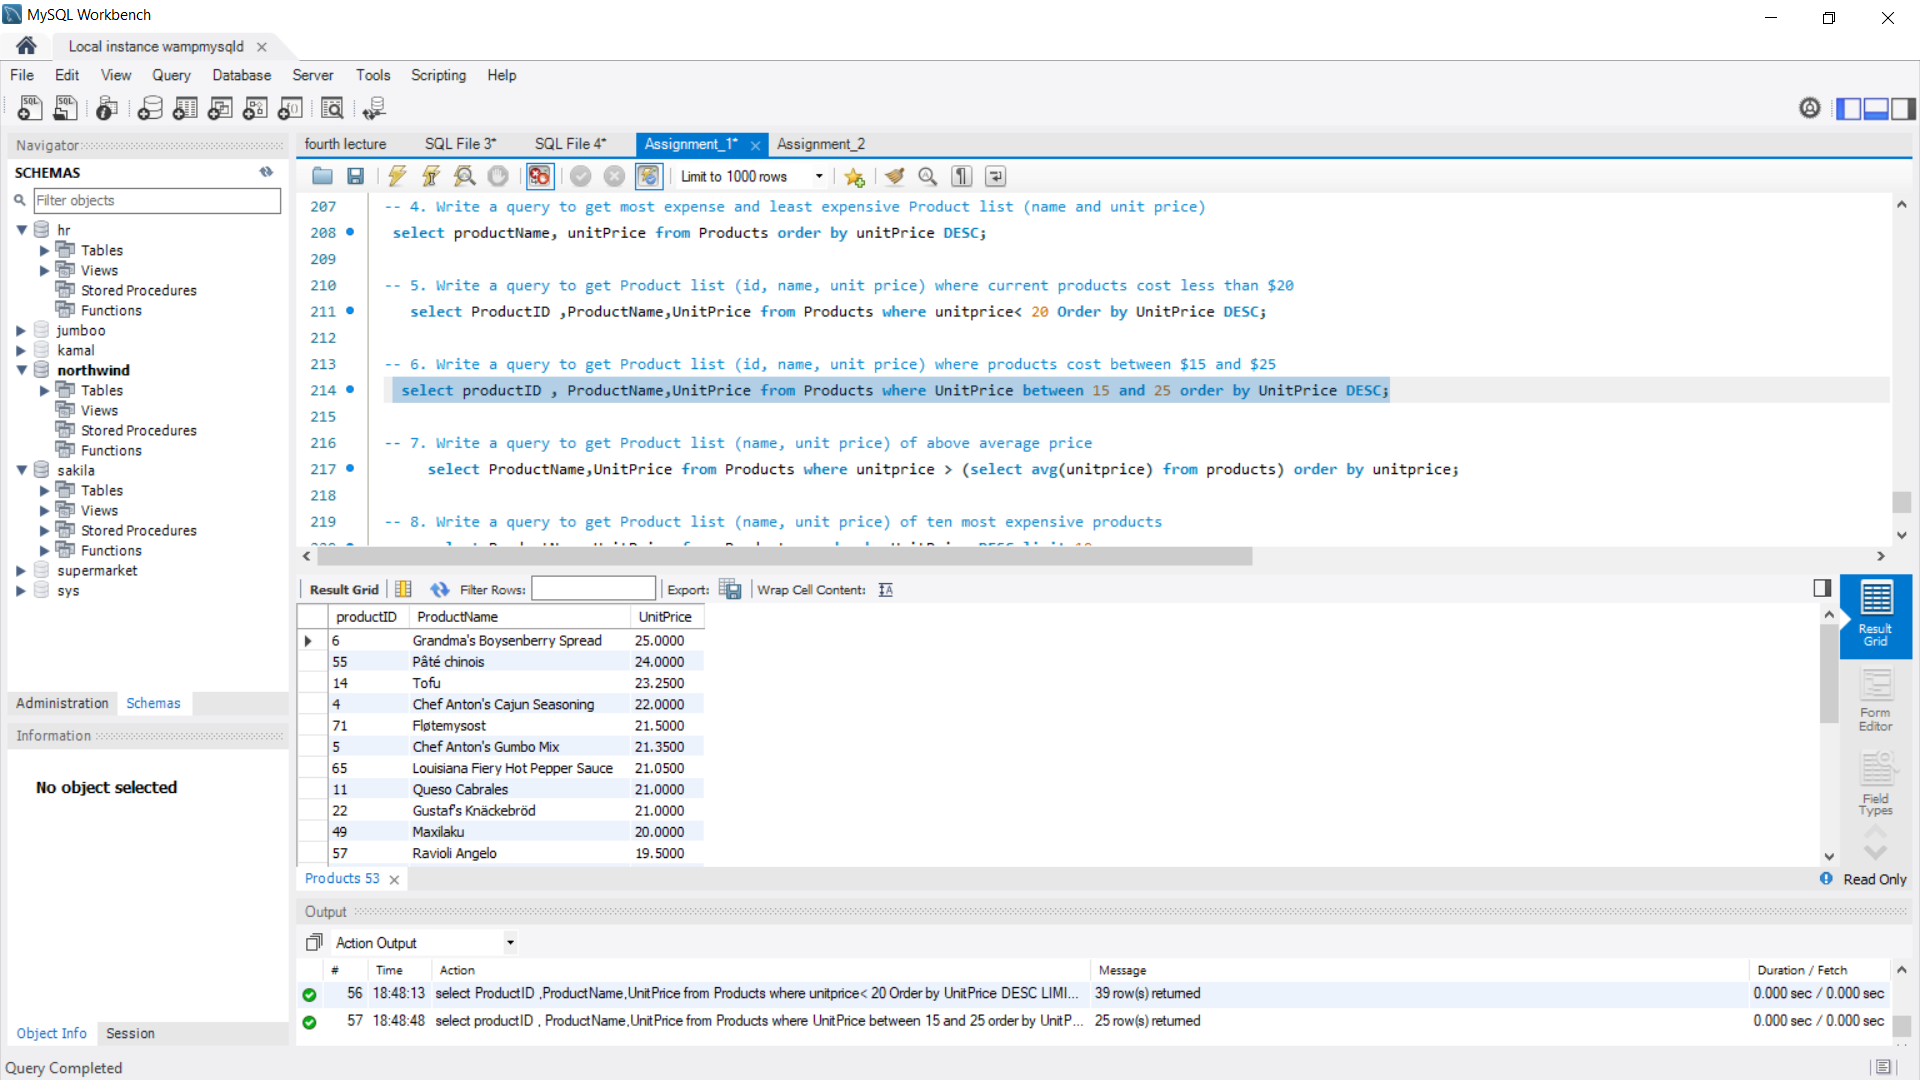 MySQL Workbench
Local instance wampmysqld
File Edit View Query Database Server Tools Scripting Help
Navigator
SCHEMAS
Filter objects
hr
Tables
Views
Stored Procedures
Functions
jumboo
kamal
northwind
Tables
Views
Stored Procedures
Functions
sakila
Tables
Views
Stored Procedures
Functions
supermarket
sys
Administration Schemas
Information
No object selected
Object Info Session
Query Completed
fourth lecture SQL File 3* SQL File 4* Assignment_1* Assignment_2
Limit to 1000 rows
207 -- 4. Write a query to get most expense and least expensive Product list (name and unit price)
208 select productName, unitPrice from Products order by unitPrice DESC;
209
210 -- 5. Write a query to get Product list (id, name, unit price) where current products cost less than $20
211 select ProductID ,ProductName,UnitPrice from Products where unitprice< 20 Order by UnitPrice DESC;
212
213 -- 6. Write a query to get Product list (id, name, unit price) where products cost between $15 and $25
214 select productID , ProductName,UnitPrice from Products where UnitPrice between 15 and 25 order by UnitPrice DESC;
215
216 -- 7. Write a query to get Product list (name, unit price) of above average price
217 select ProductName,UnitPrice from Products where unitprice > (select avg(unitprice) from products) order by unitprice;
218
219 -- 8. Write a query to get Product list (name, unit price) of ten most expensive products
Result Grid Filter Rows: Export: Wrap Cell Content:
productID ProductName UnitPrice
6 Grandma's Boysenberry Spread 25.0000
55 Pâté chinois 24.0000
14 Tofu 23.2500
4 Chef Anton's Cajun Seasoning 22.0000
71 Fløtemysost 21.5000
5 Chef Anton's Gumbo Mix 21.3500
65 Louisiana Fiery Hot Pepper Sauce 21.0500
11 Queso Cabrales 21.0000
22 Gustaf's Knäckebröd 21.0000
49 Maxilaku 20.0000
57 Ravioli Angelo 19.5000
Result
Grid
Form
Editor
Field
Types
Products 53
Read Only
Output
Action Output
# Time Action Message Duration / Fetch
56 18:48:13 select ProductID ,ProductName,UnitPrice from Products where unitprice< 20 Order by UnitPrice DESC LIMI... 39 row(s) returned 0.000 sec / 0.000 sec
57 18:48:48 select productID , ProductName,UnitPrice from Products where UnitPrice between 15 and 25 order by UnitP... 25 row(s) returned 0.000 sec / 0.000 sec